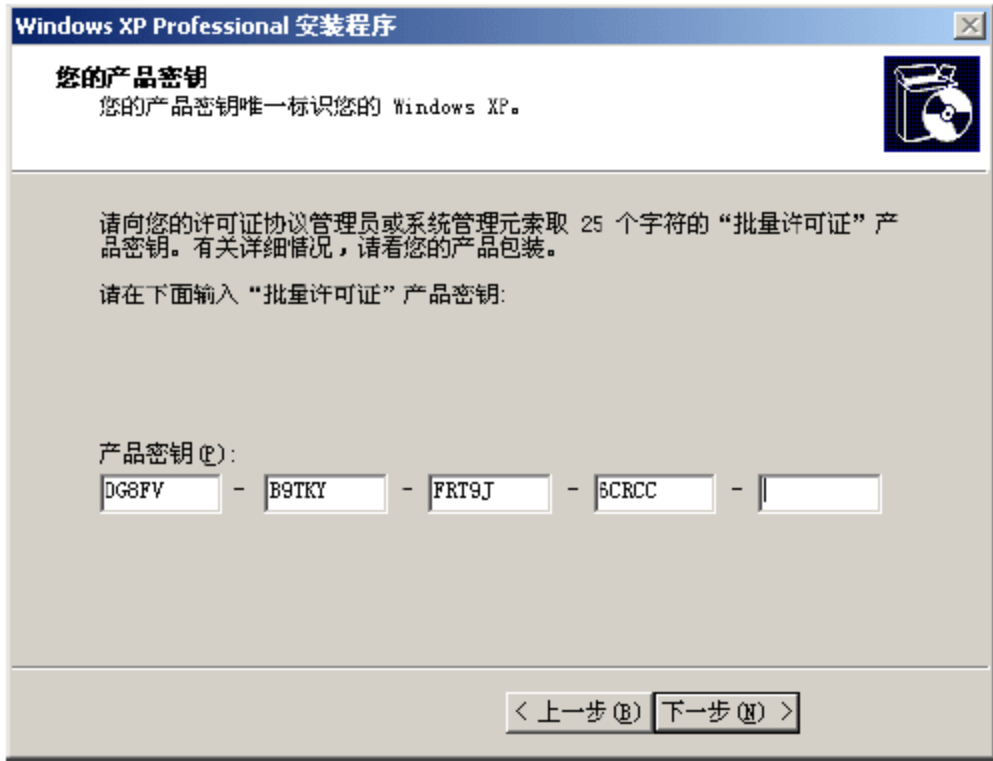 Windows XP Professional 安装程序
您的产品密钥
您的产品密钥唯一标识您的 Windows XP。
请向您的许可证协议管理员或系统管理元索取 25 个字符的“批量许可证”产
品密钥。有关详细情况，请看您的产品包装。
请在下面输入“批量许可证”产品密钥:
产品密钥(P):
DG8FV - B9TKY - FRT9J - 6CRCC -
< 上一步(B) 下一步(N) >